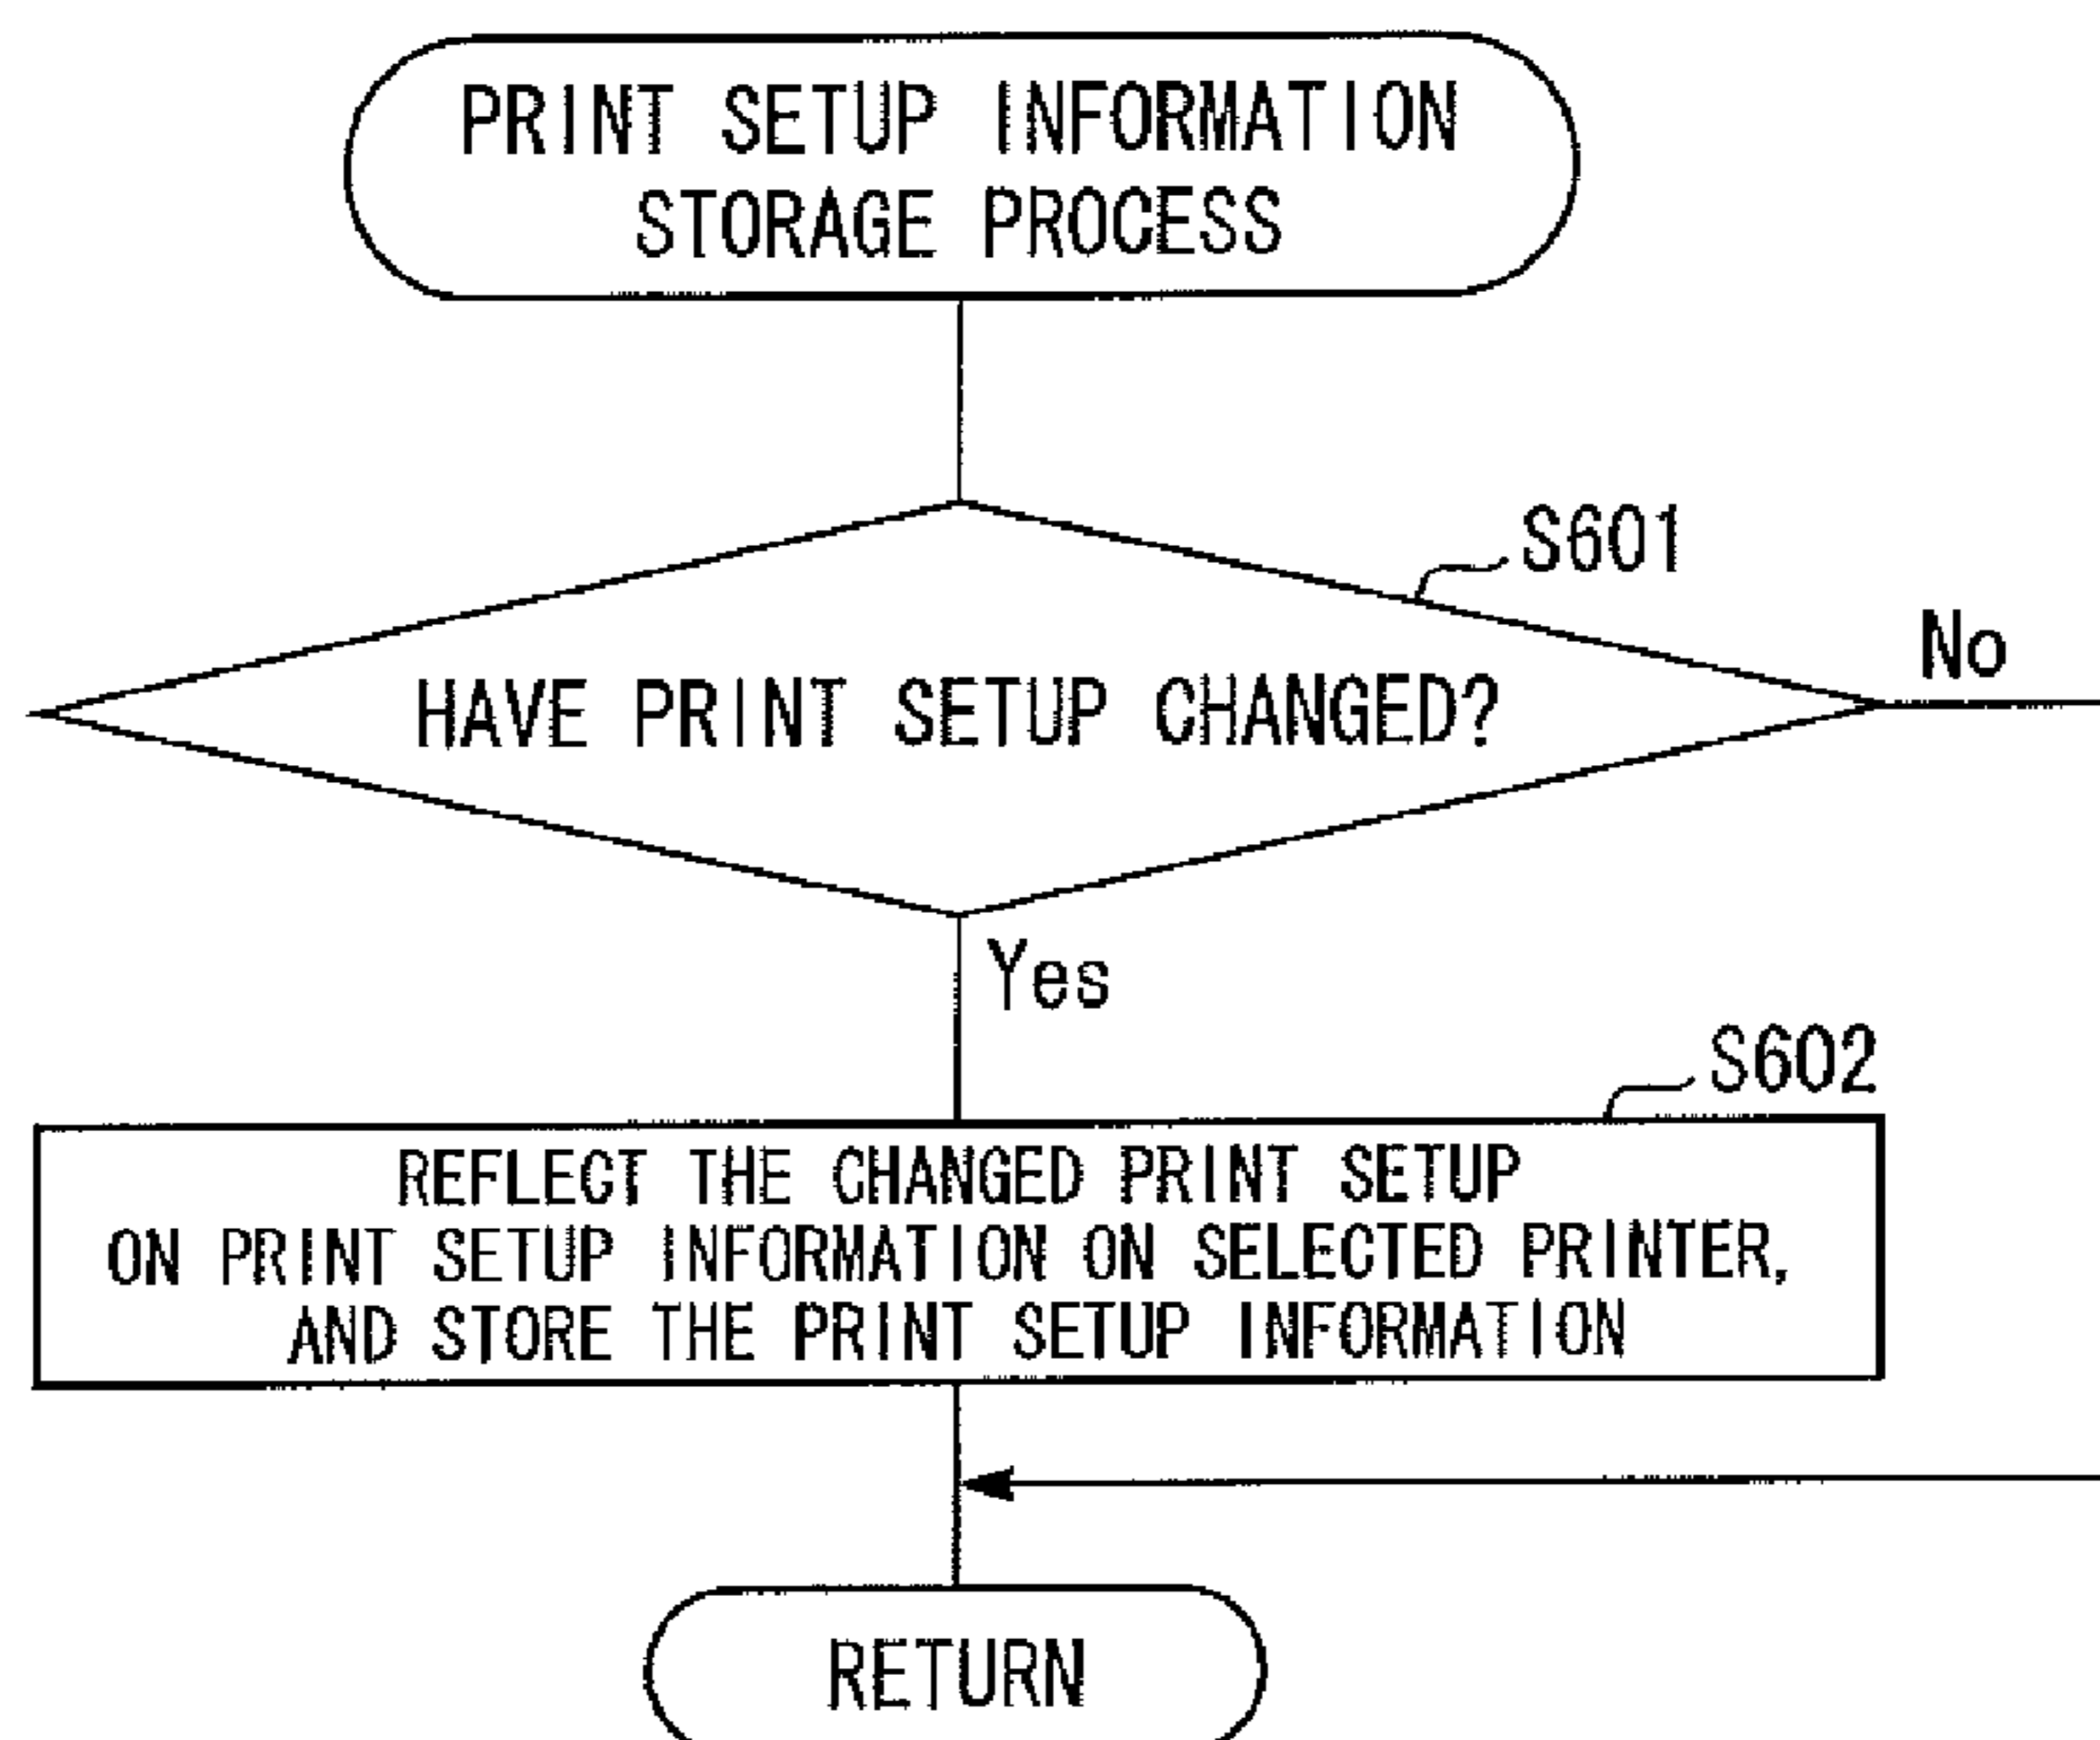 PRINT SETUP INFORMATION
STORAGE PROCESS
S601
No
HAVE PRINT SETUP CHANGED?
Yes
S602
REFLECT THE CHANGED PRINT SETUP
ON PRINT SETUP INFORMATION ON SELECTED PRINTER,
AND STORE THE PRINT SETUP INFORMATION
RETURN